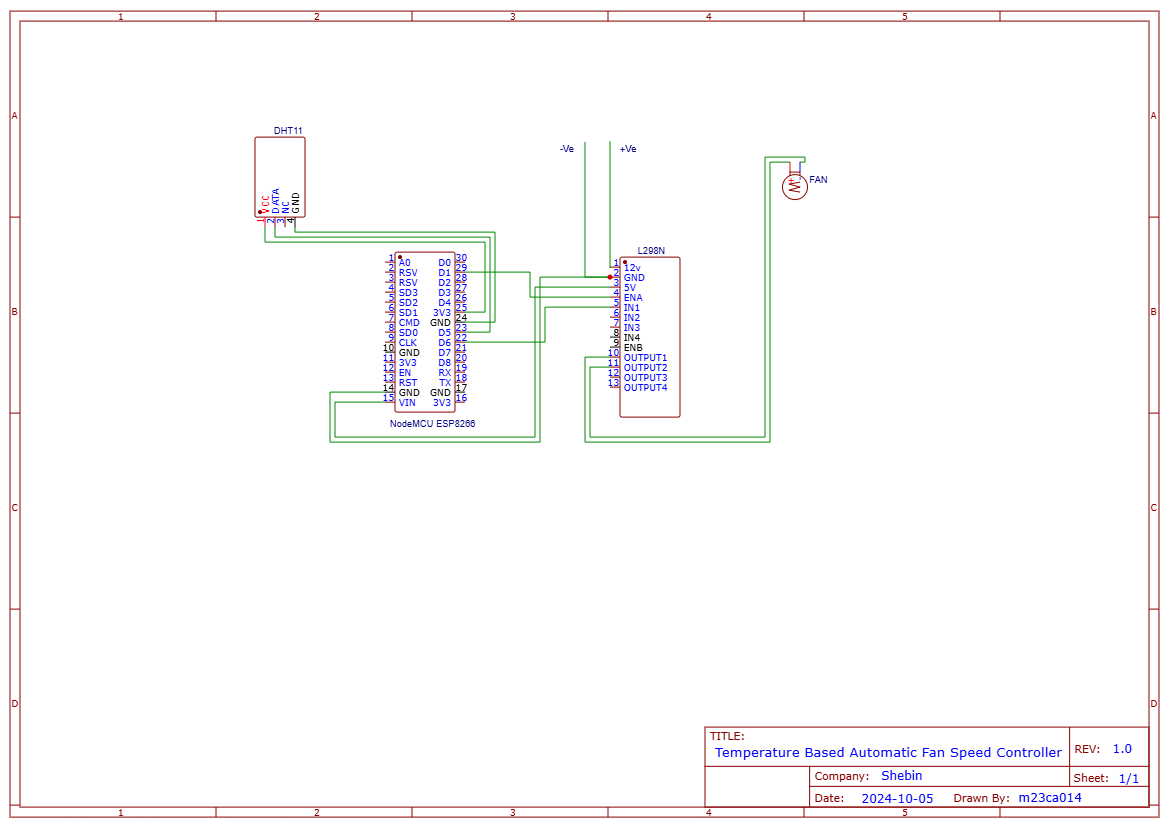 1 2 3 4 5
A A
B B
C C
D D
1 2 3 4 5
DHT11
VCC
DATA
NC
GND
1 2 3 4
-Ve +Ve
FAN
NodeMCU ESP8266
1 A0 D0 30
2 RSV D1 29
3 RSV D2 28
4 SD3 D3 27
5 SD2 D4 26
6 SD1 3V3 25
7 CMD GND 24
8 SD0 D5 23
9 CLK D6 22
10 GND D7 21
11 3V3 D8 20
12 EN RX 19
13 RST TX 18
14 GND GND 17
15 VIN 3V3 16
L298N
1 12v
2 GND
3 5V
4 ENA
5 IN1
6 IN2
7 IN3
8 IN4
9 ENB
10 OUTPUT1
11 OUTPUT2
12 OUTPUT3
13 OUTPUT4
TITLE:
Temperature Based Automatic Fan Speed Controller
REV: 1.0
Company: Shebin
Sheet: 1/1
Date: 2024-10-05 Drawn By: m23ca014